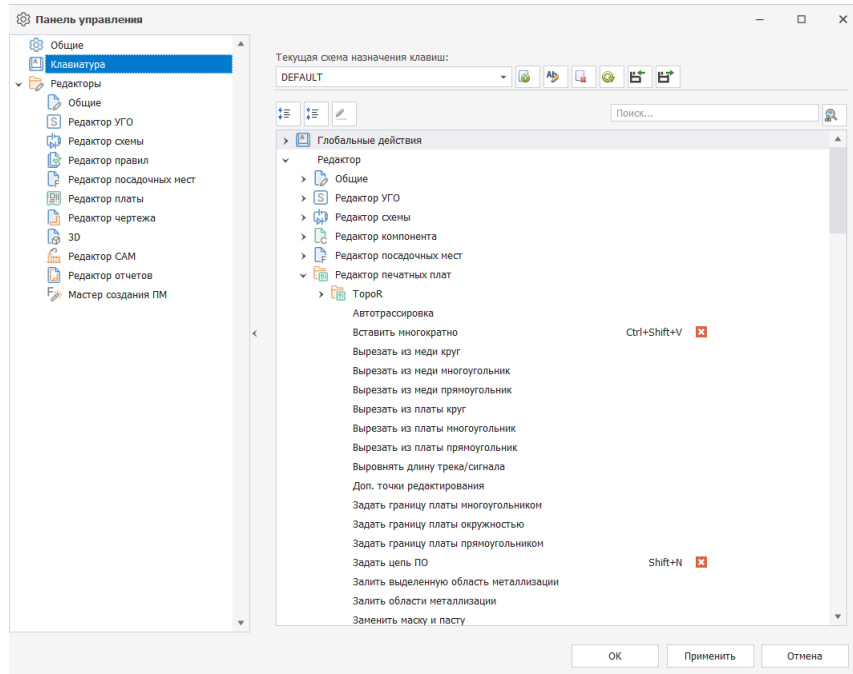 Панель управления
Общие
Клавиатура
Редакторы
Общие
Редактор УГО
Редактор схемы
Редактор правил
Редактор посадочных мест
Редактор платы
Редактор чертежа
3D
Редактор CAM
Редактор отчетов
Мастер создания ПМ
Текущая схема назначения клавиш:
DEFAULT
Поиск...
Глобальные действия
Редактор
Общие
Редактор УГО
Редактор схемы
Редактор компонента
Редактор посадочных мест
Редактор печатных плат
TopoR
Автотрассировка
Вставить многократно Ctrl+Shift+V
Вырезать из меди круг
Вырезать из меди многоугольник
Вырезать из меди прямоугольник
Вырезать из платы круг
Вырезать из платы многоугольник
Вырезать из платы прямоугольник
Выровнять длину трека/сигнала
Доп. точки редактирования
Задать границу платы многоугольником
Задать границу платы окружностью
Задать границу платы прямоугольником
Задать цепь ПО Shift+N
Залить выделенную область металлизации
Залить области металлизации
Заменить маску и пасту
ОК Применить Отмена